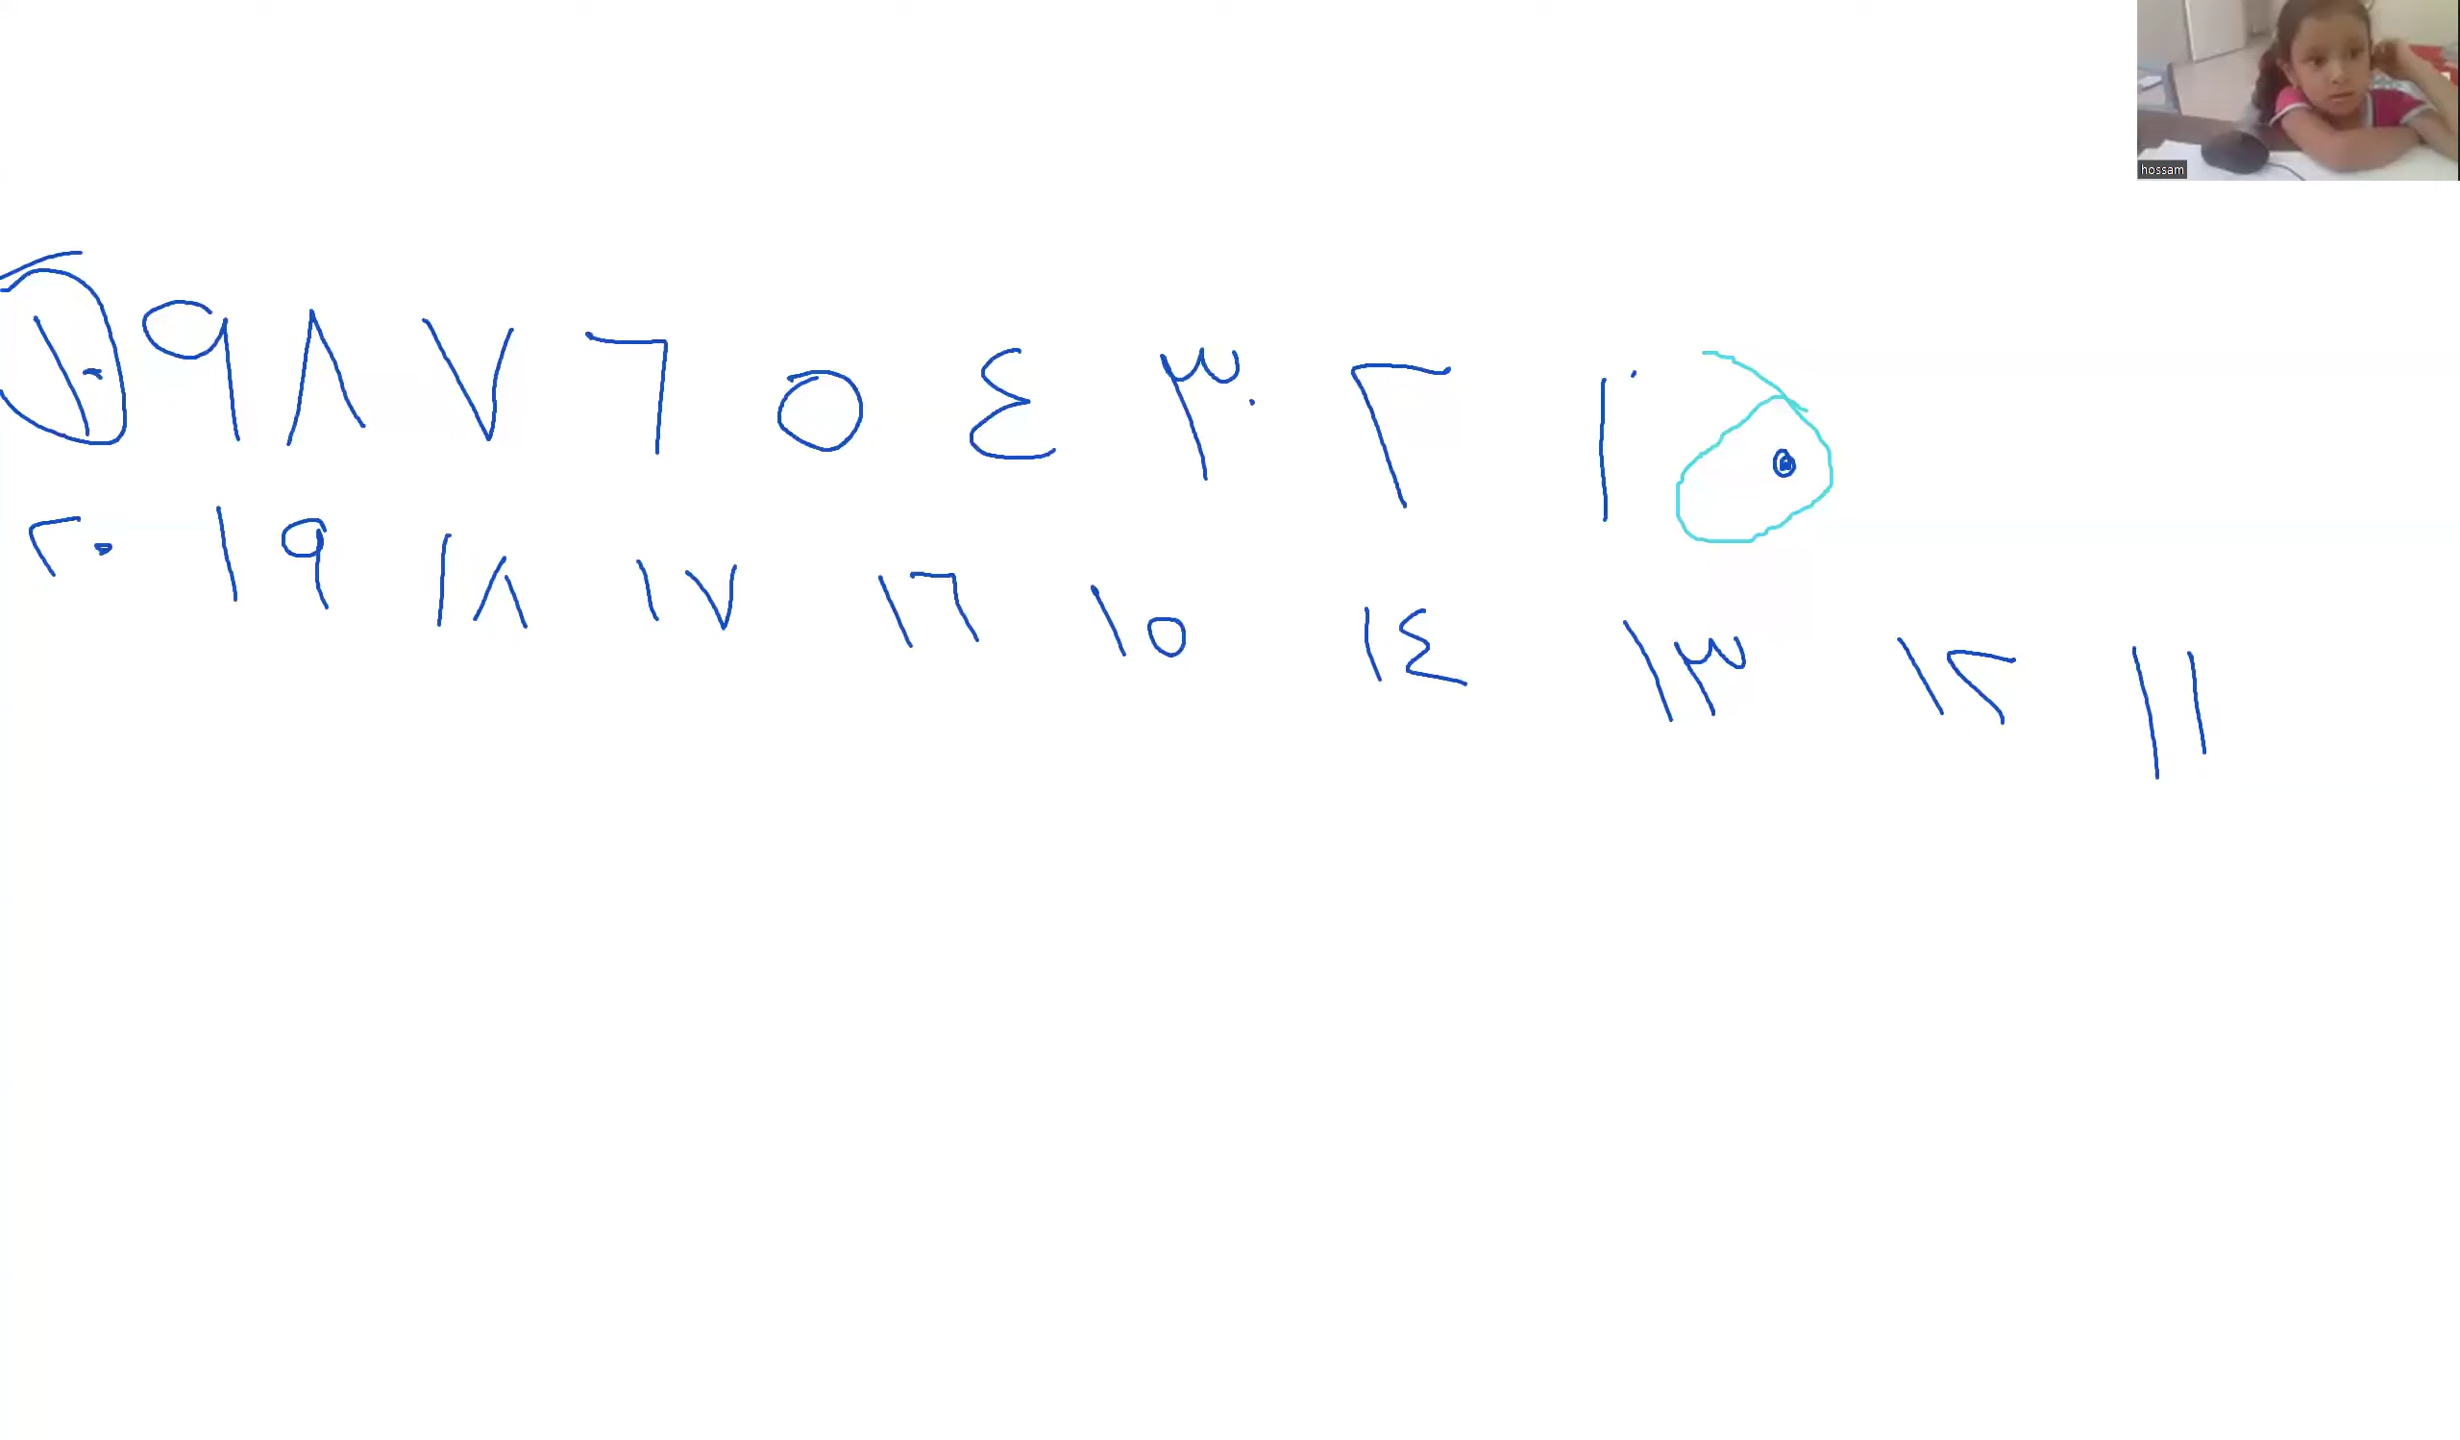 hossam
٠ ١ ٢ ٣ ٤ ٥ ٦ ٧ ٨ ٩ ١٠
١١ ١٢ ١٣ ١٤ ١٥ ١٦ ١٧ ١٨ ١٩ ٢٠